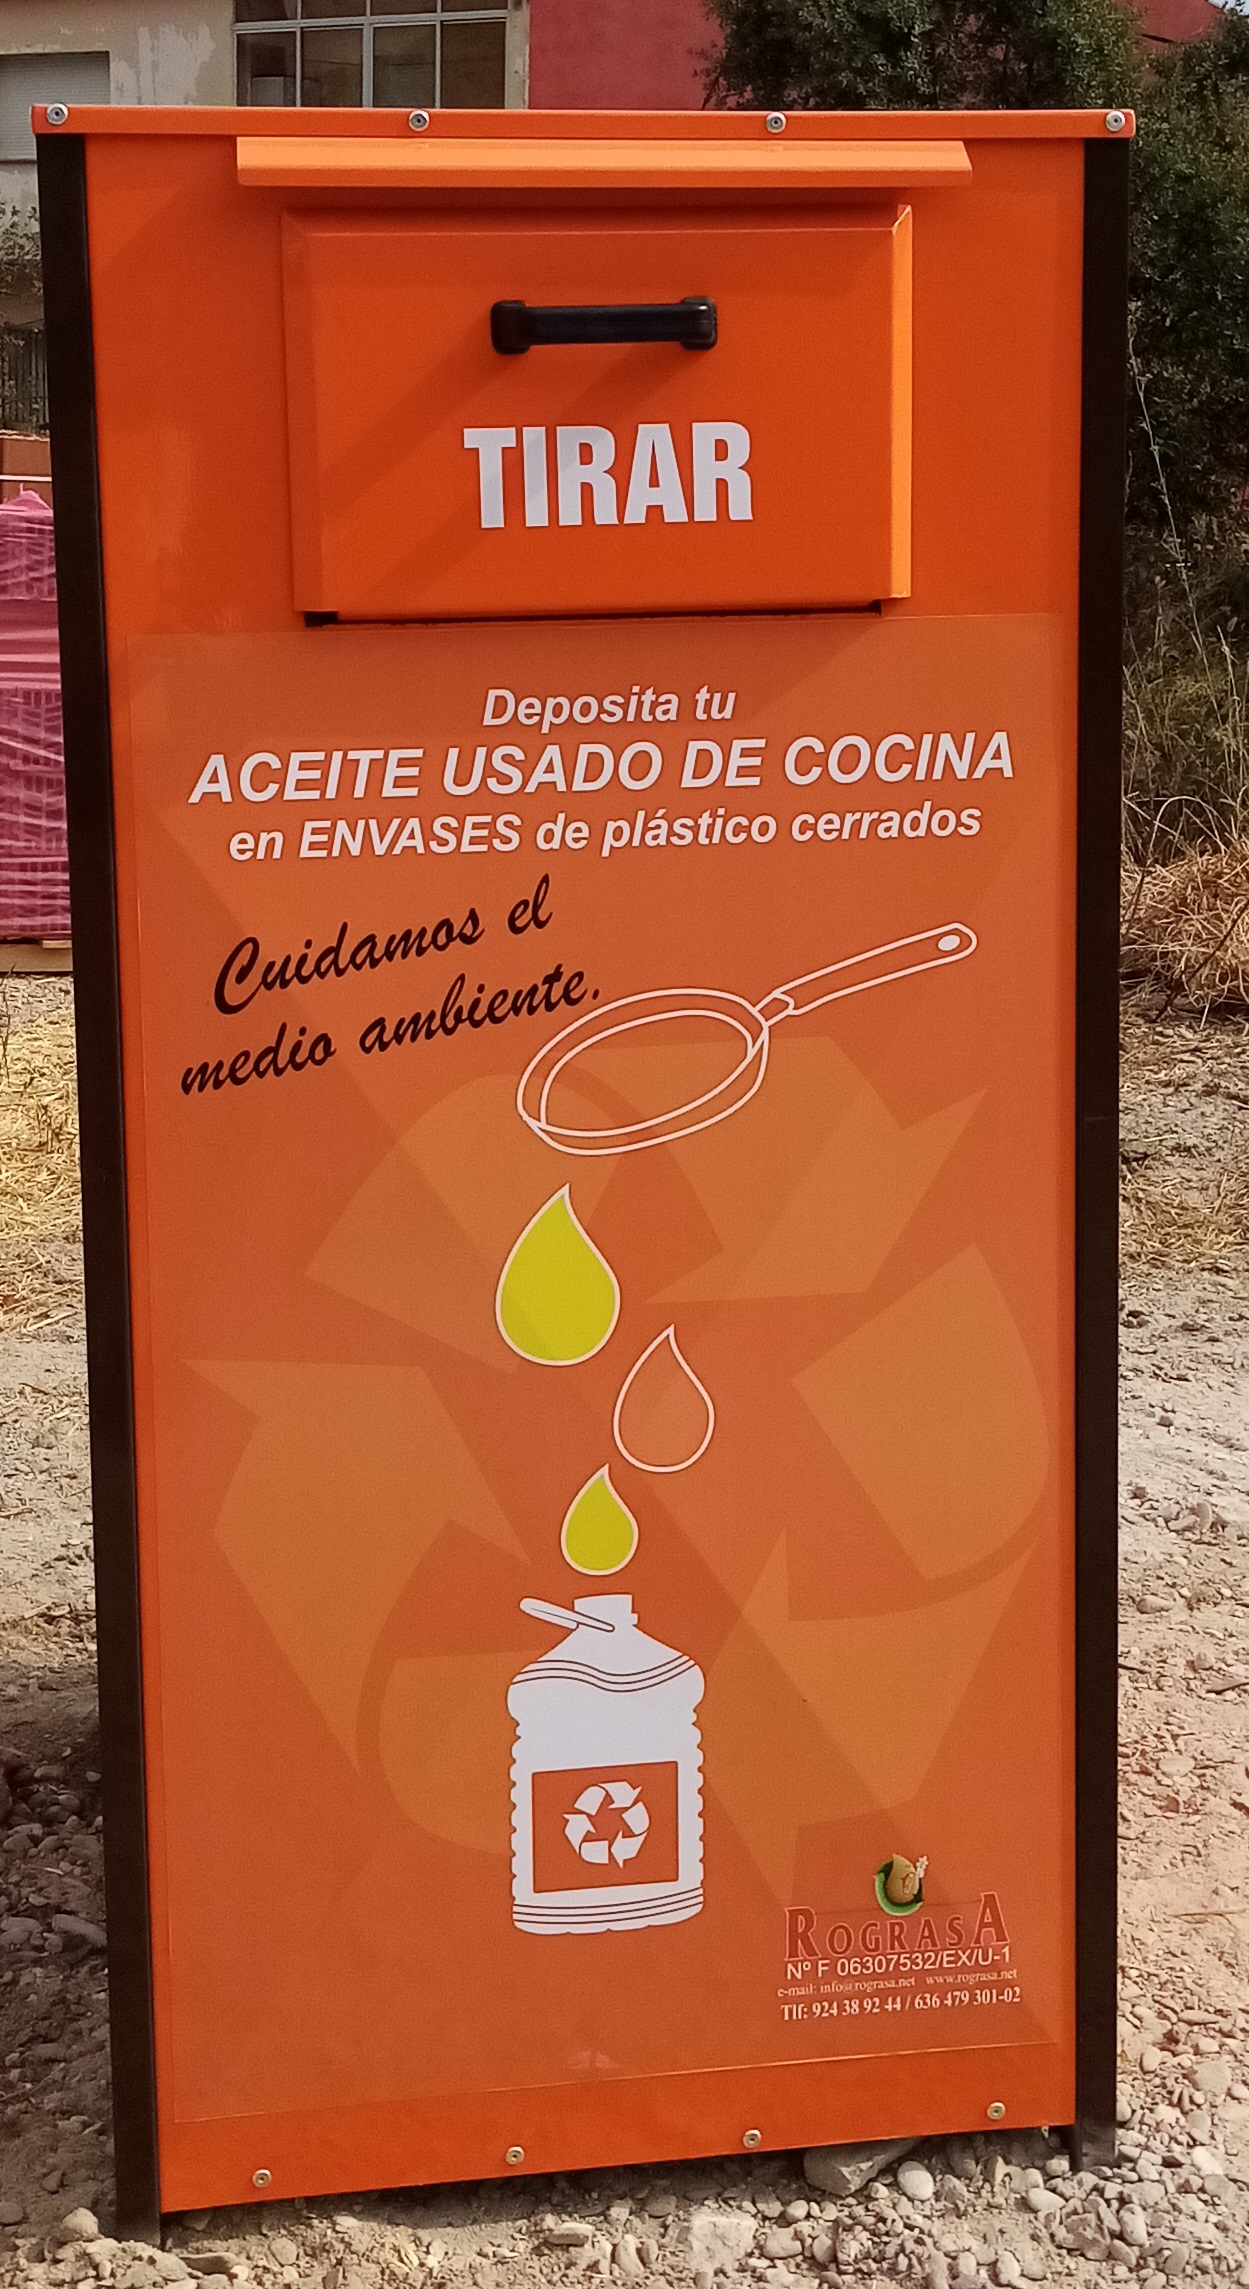 TIRAR
Deposita tu
ACEITE USADO DE COCINA
en ENVASES de plástico cerrados
Cuidamos el
medio ambiente.
ROGRASA
Nº F 06307532/EX/U-1
e-mail: info@rograsa.net www.rograsa.net
Tlf: 924 38 92 44 / 636 479 301-02